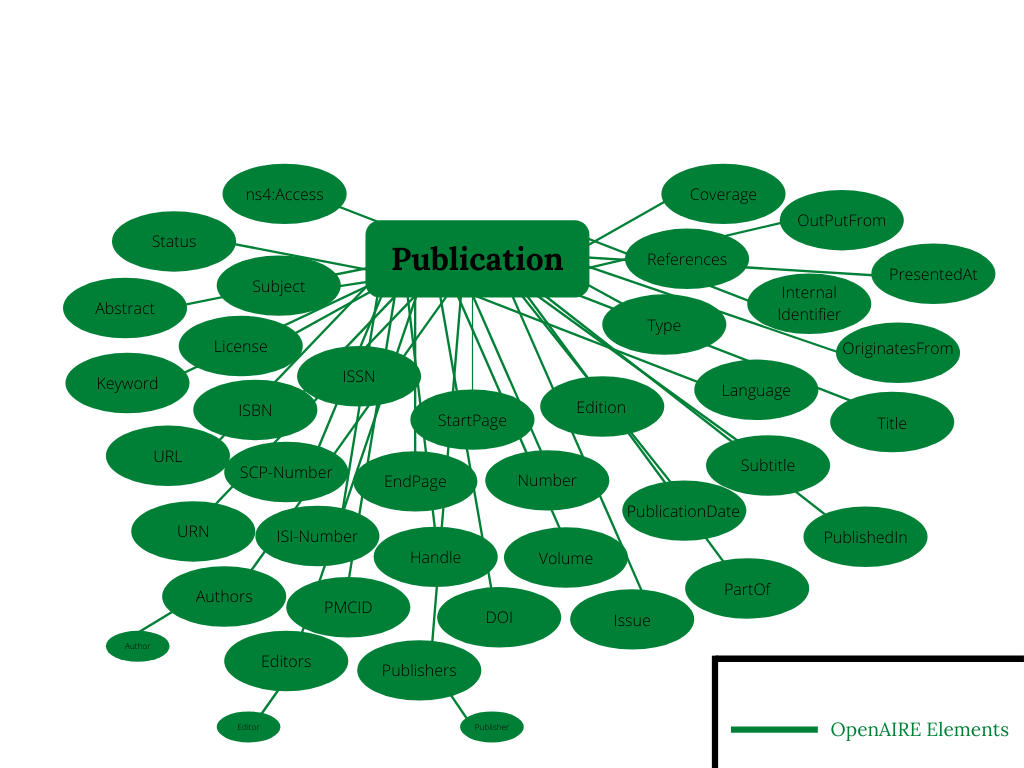 ns4:Access
Coverage
OutPutFrom
Status
Publication
References
PresentedAt
Subject
Internal
Identifier
Abstract
Type
License
OriginatesFrom
Keyword
ISSN
Language
ISBN
Edition
StartPage
Title
URL
SCP-Number
Subtitle
EndPage
Number
PublicationDate
URN
ISI-Number
PublishedIn
Handle
Volume
PartOf
Authors
PMCID
DOI
Issue
Author
Editors
Publishers
Editor
Publisher
OpenAIRE Elements